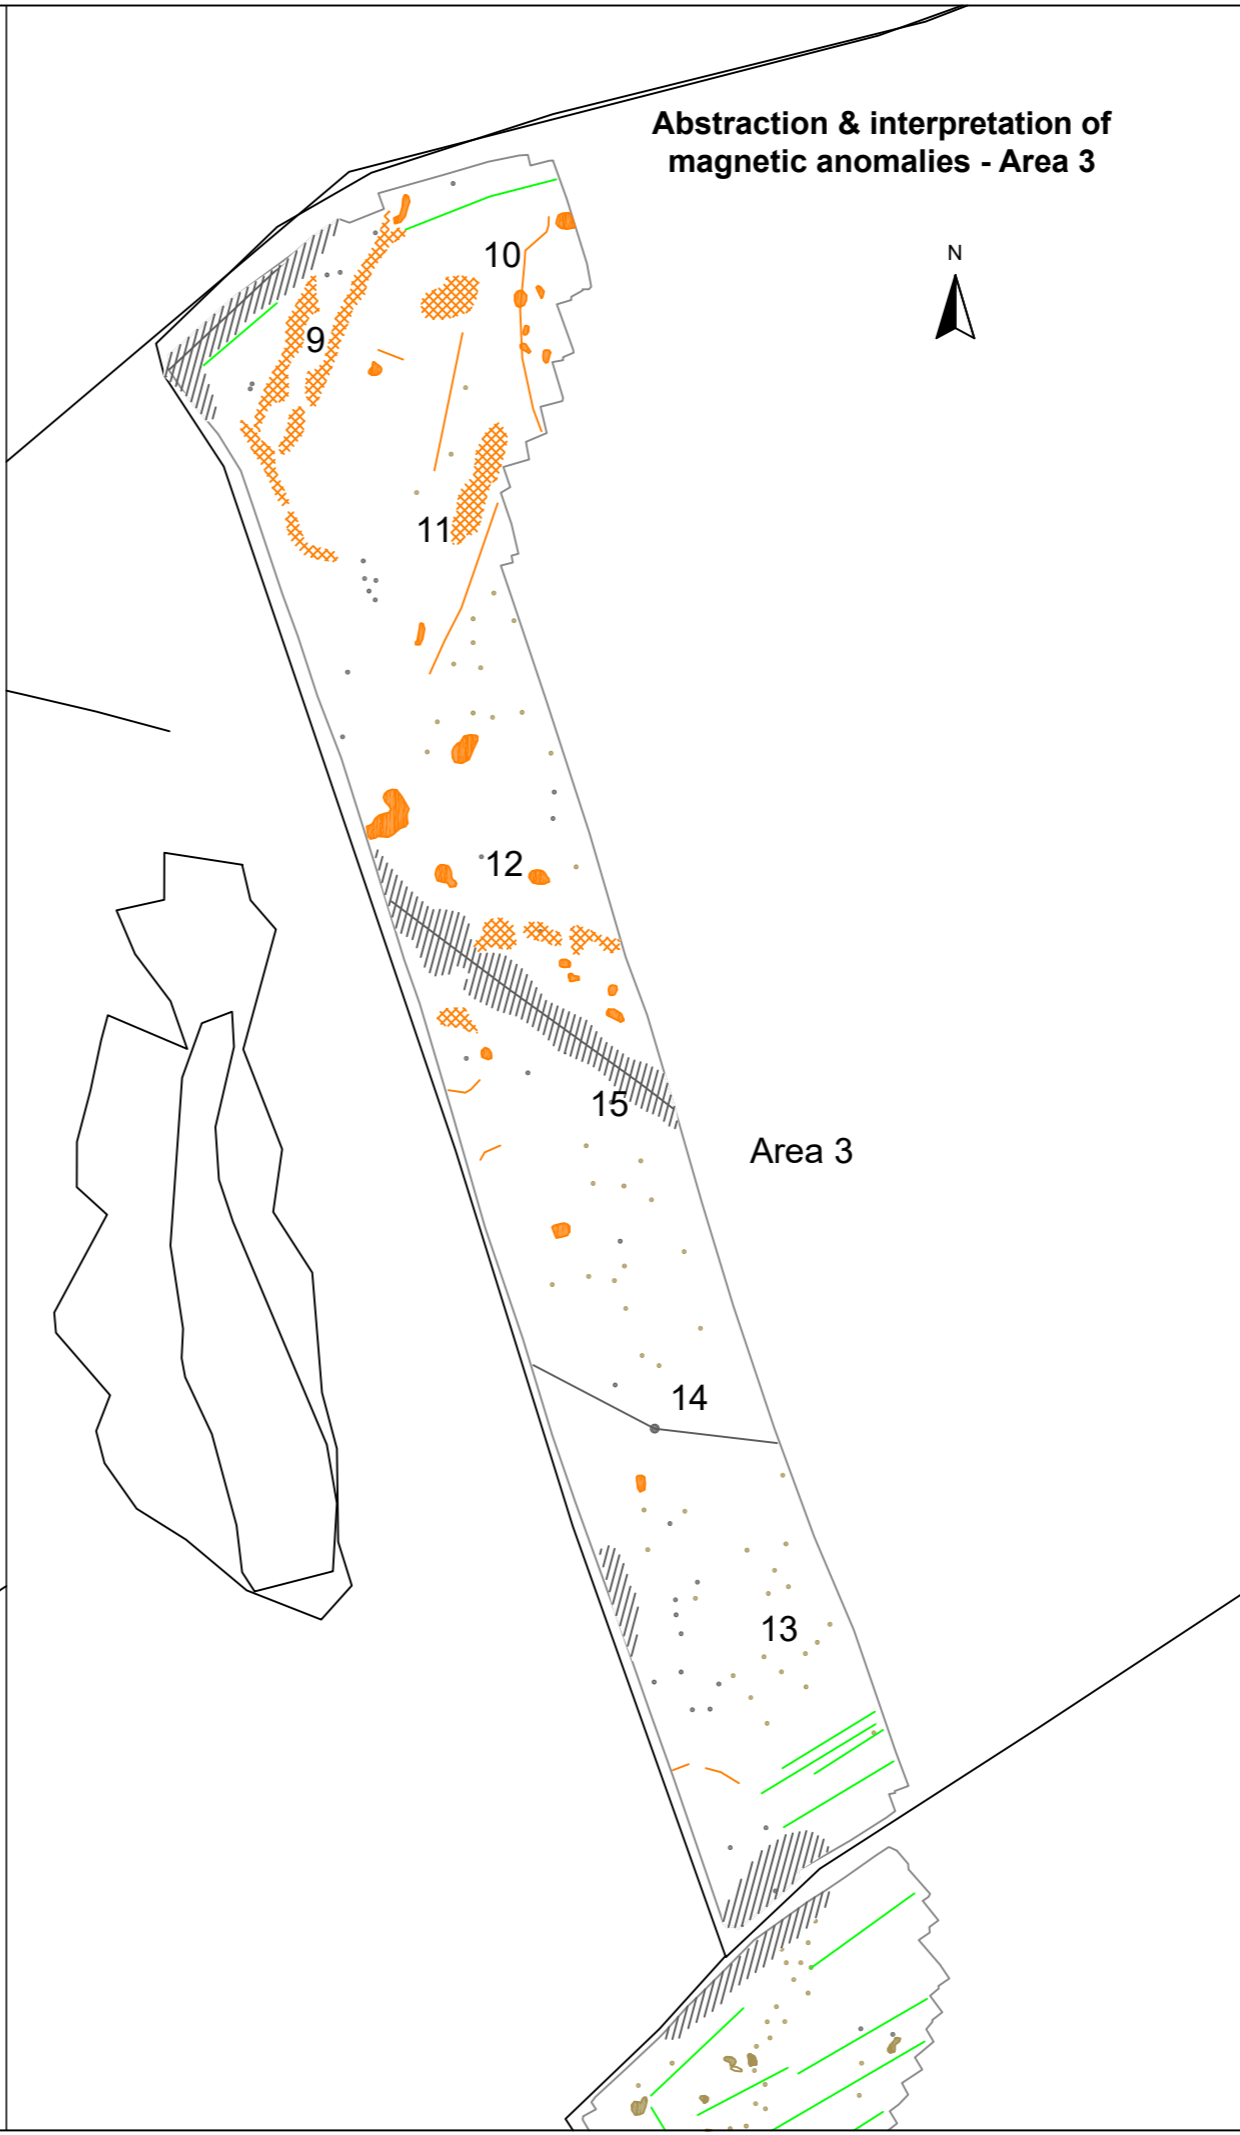 Abstraction & interpretation of
magnetic anomalies - Area 3
N
10
9
11
12
15
Area 3
14
13